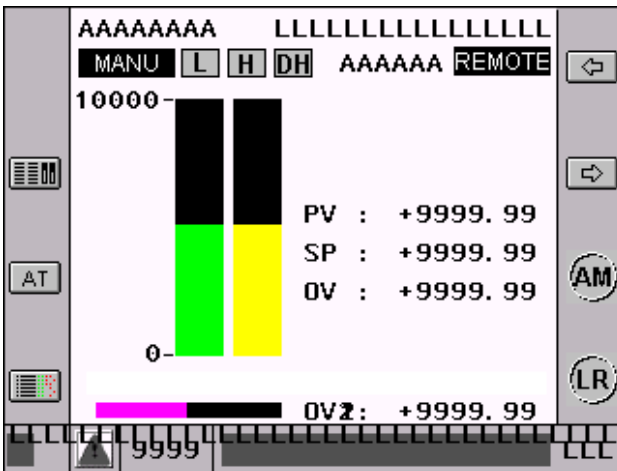 AAAAAAAA LLLLLLLLLLLLLLLL
MANU L H DH AAAAAA REMOTE
10000
PV : +9999.99
SP : +9999.99
AT
AM
OV : +9999.99
0
LR
OV2: +9999.99
9999
LLL